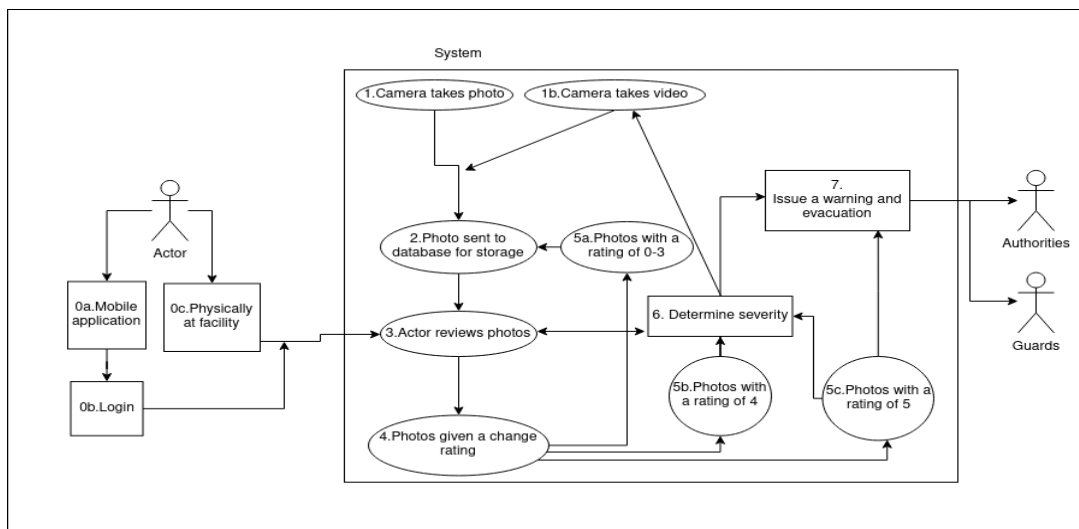 System
1.Camera takes photo
1b.Camera takes video
7.
Issue a warning and
evacuation
Actor
Authorities
2.Photo sent to
database for storage
5a.Photos with a
rating of 0-3
0a.Mobile
application
0c.Physically
at facility
3.Actor reviews photos
6. Determine severity
Guards
0b.Login
5b.Photos with
a rating of 4
5c.Photos with a
rating of 5
4.Photos given a change
rating